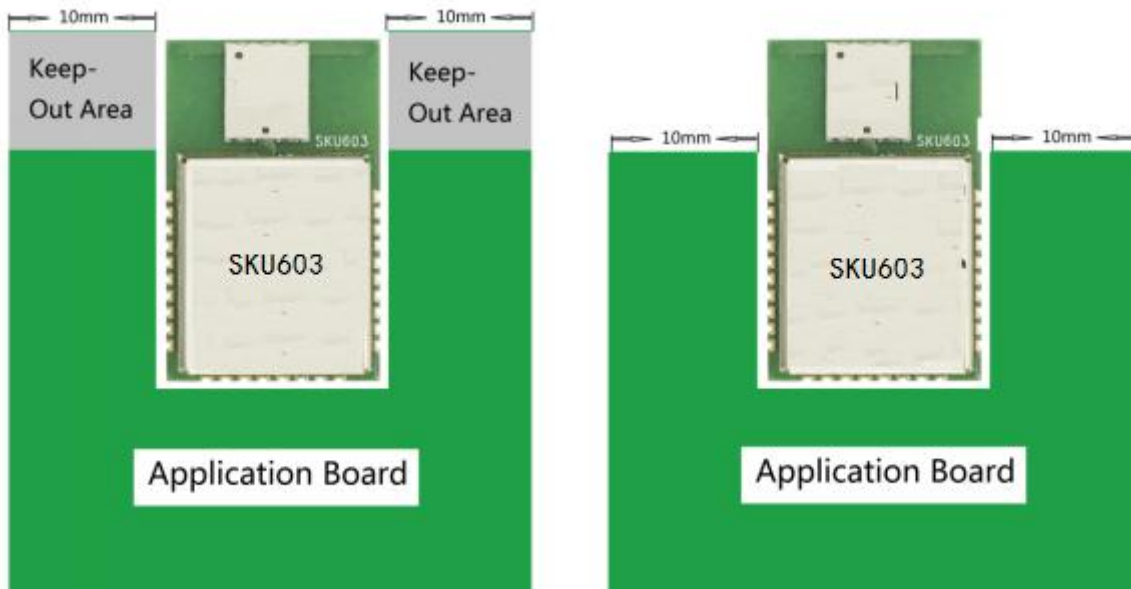 10mm
10mm
Keep-
Out Area
Keep-
Out Area
SKU603
SKU603
Application Board
SKU603
10mm
10mm
SKU603
Application Board